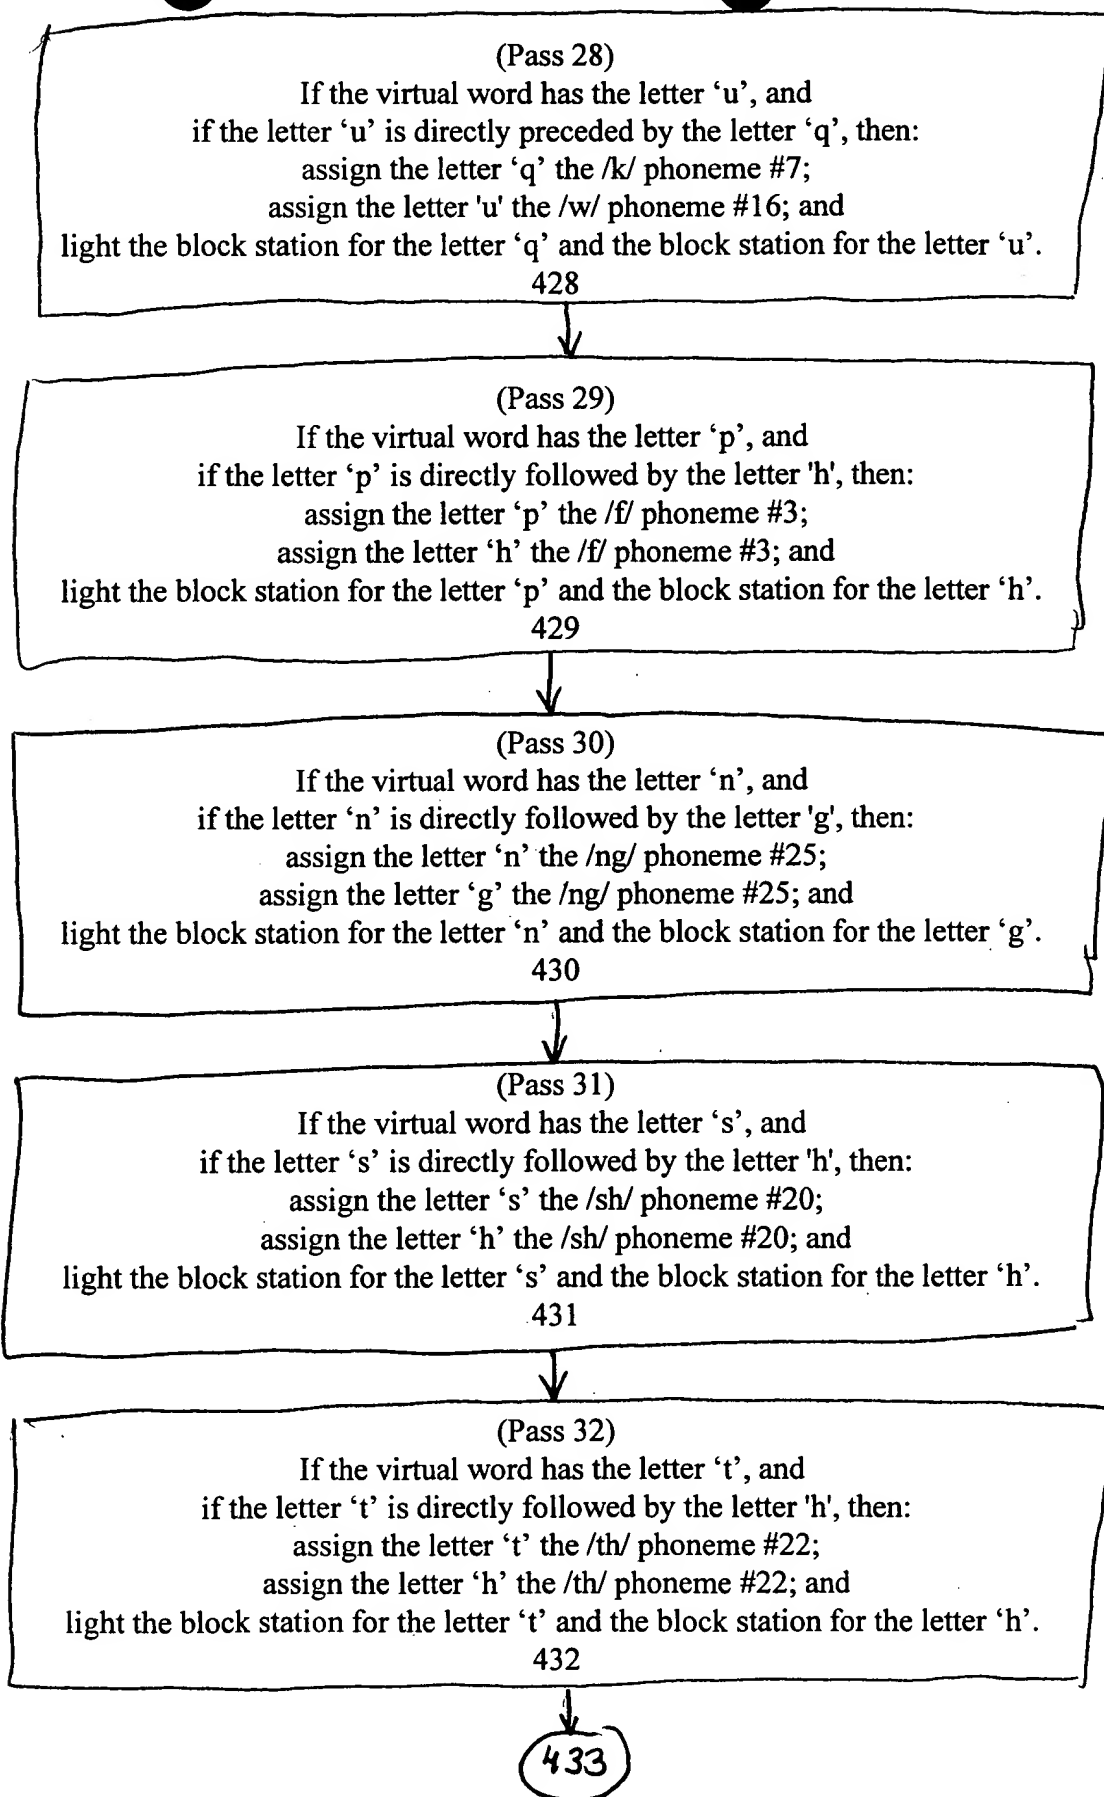 (Pass 28)
If the virtual word has the letter ‘u’, and
if the letter ‘u’ is directly preceded by the letter ‘q’, then:
assign the letter ‘q’ the /k/ phoneme #7;
assign the letter 'u' the /w/ phoneme #16; and
light the block station for the letter ‘q’ and the block station for the letter ‘u’.
428
(Pass 29)
If the virtual word has the letter ‘p’, and
if the letter ‘p’ is directly followed by the letter 'h', then:
assign the letter ‘p’ the /f/ phoneme #3;
assign the letter ‘h’ the /f/ phoneme #3; and
light the block station for the letter ‘p’ and the block station for the letter ‘h’.
429
(Pass 30)
If the virtual word has the letter ‘n’, and
if the letter ‘n’ is directly followed by the letter 'g', then:
assign the letter ‘n’ the /ng/ phoneme #25;
assign the letter ‘g’ the /ng/ phoneme #25; and
light the block station for the letter ‘n’ and the block station for the letter ‘g’.
430
(Pass 31)
If the virtual word has the letter ‘s’, and
if the letter ‘s’ is directly followed by the letter 'h', then:
assign the letter ‘s’ the /sh/ phoneme #20;
assign the letter ‘h’ the /sh/ phoneme #20; and
light the block station for the letter ‘s’ and the block station for the letter ‘h’.
431
(Pass 32)
If the virtual word has the letter ‘t’, and
if the letter ‘t’ is directly followed by the letter 'h', then:
assign the letter ‘t’ the /th/ phoneme #22;
assign the letter ‘h’ the /th/ phoneme #22; and
light the block station for the letter ‘t’ and the block station for the letter ‘h’.
432
433